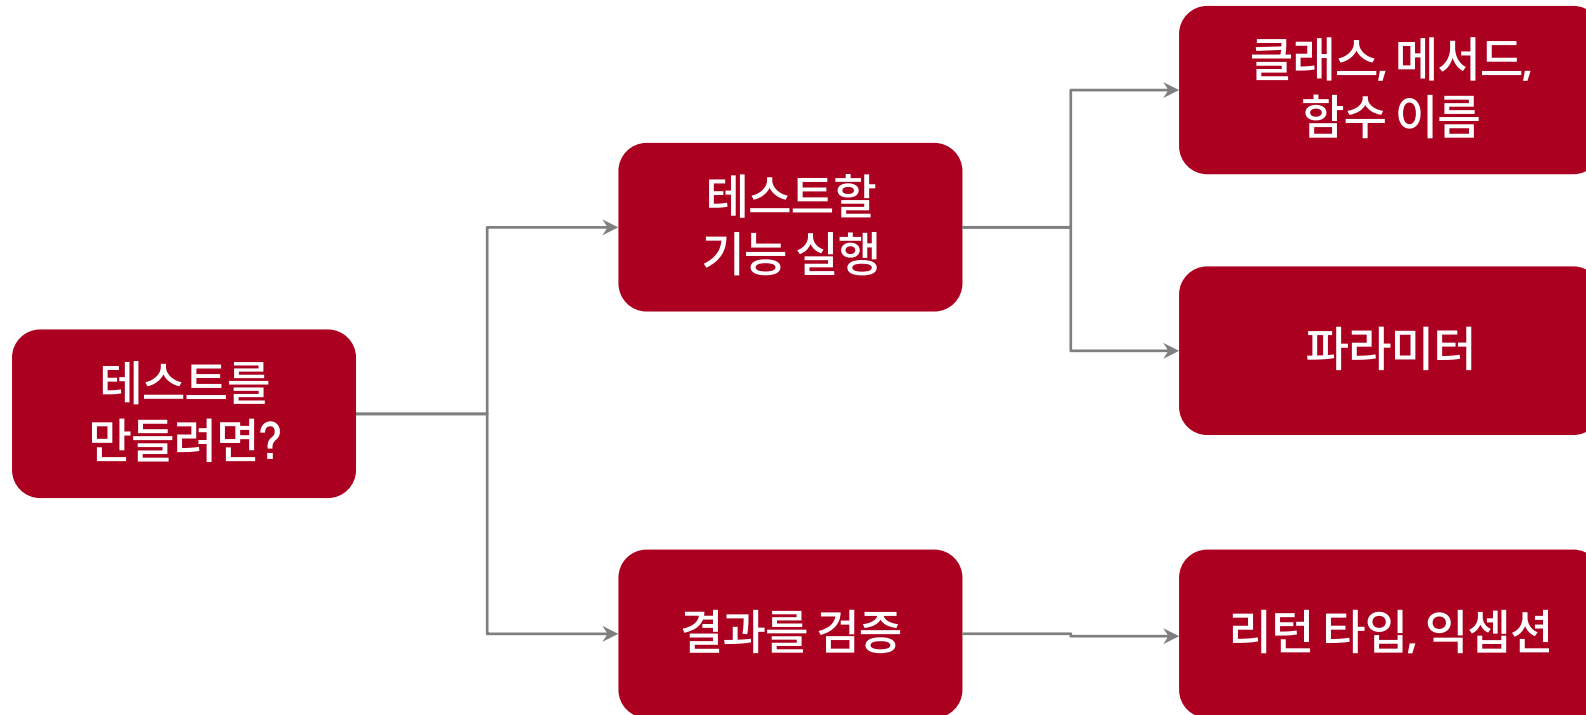 클래스, 메서드,
함수 이름
테스트할
기능 실행
파라미터
테스트를
만들려면?
결과를 검증
리턴 타입, 익셉션